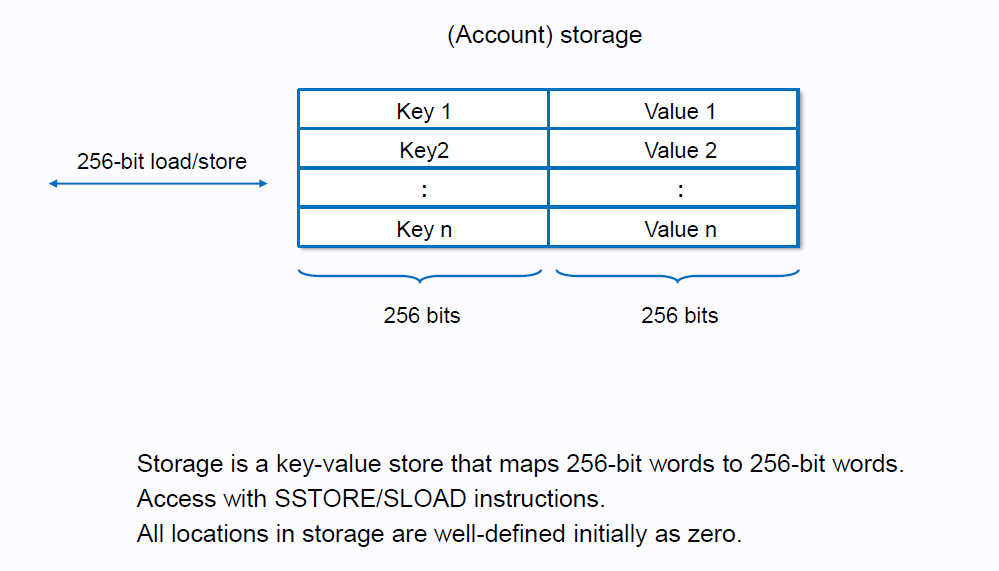 (Account) storage
Key 1 Value 1
256-bit load/store
Key2 Value 2
: :
Key n Value n
256 bits 256 bits
Storage is a key-value store that maps 256-bit words to 256-bit words.
Access with SSTORE/SLOAD instructions.
All locations in storage are well-defined initially as zero.